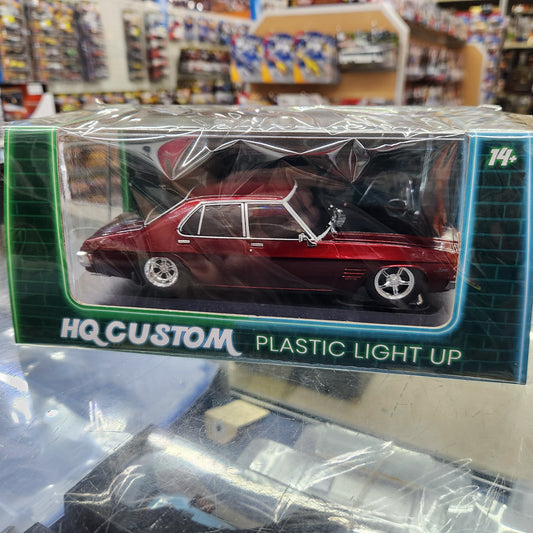 14+
HQ CUSTOM PLASTIC LIGHT UP